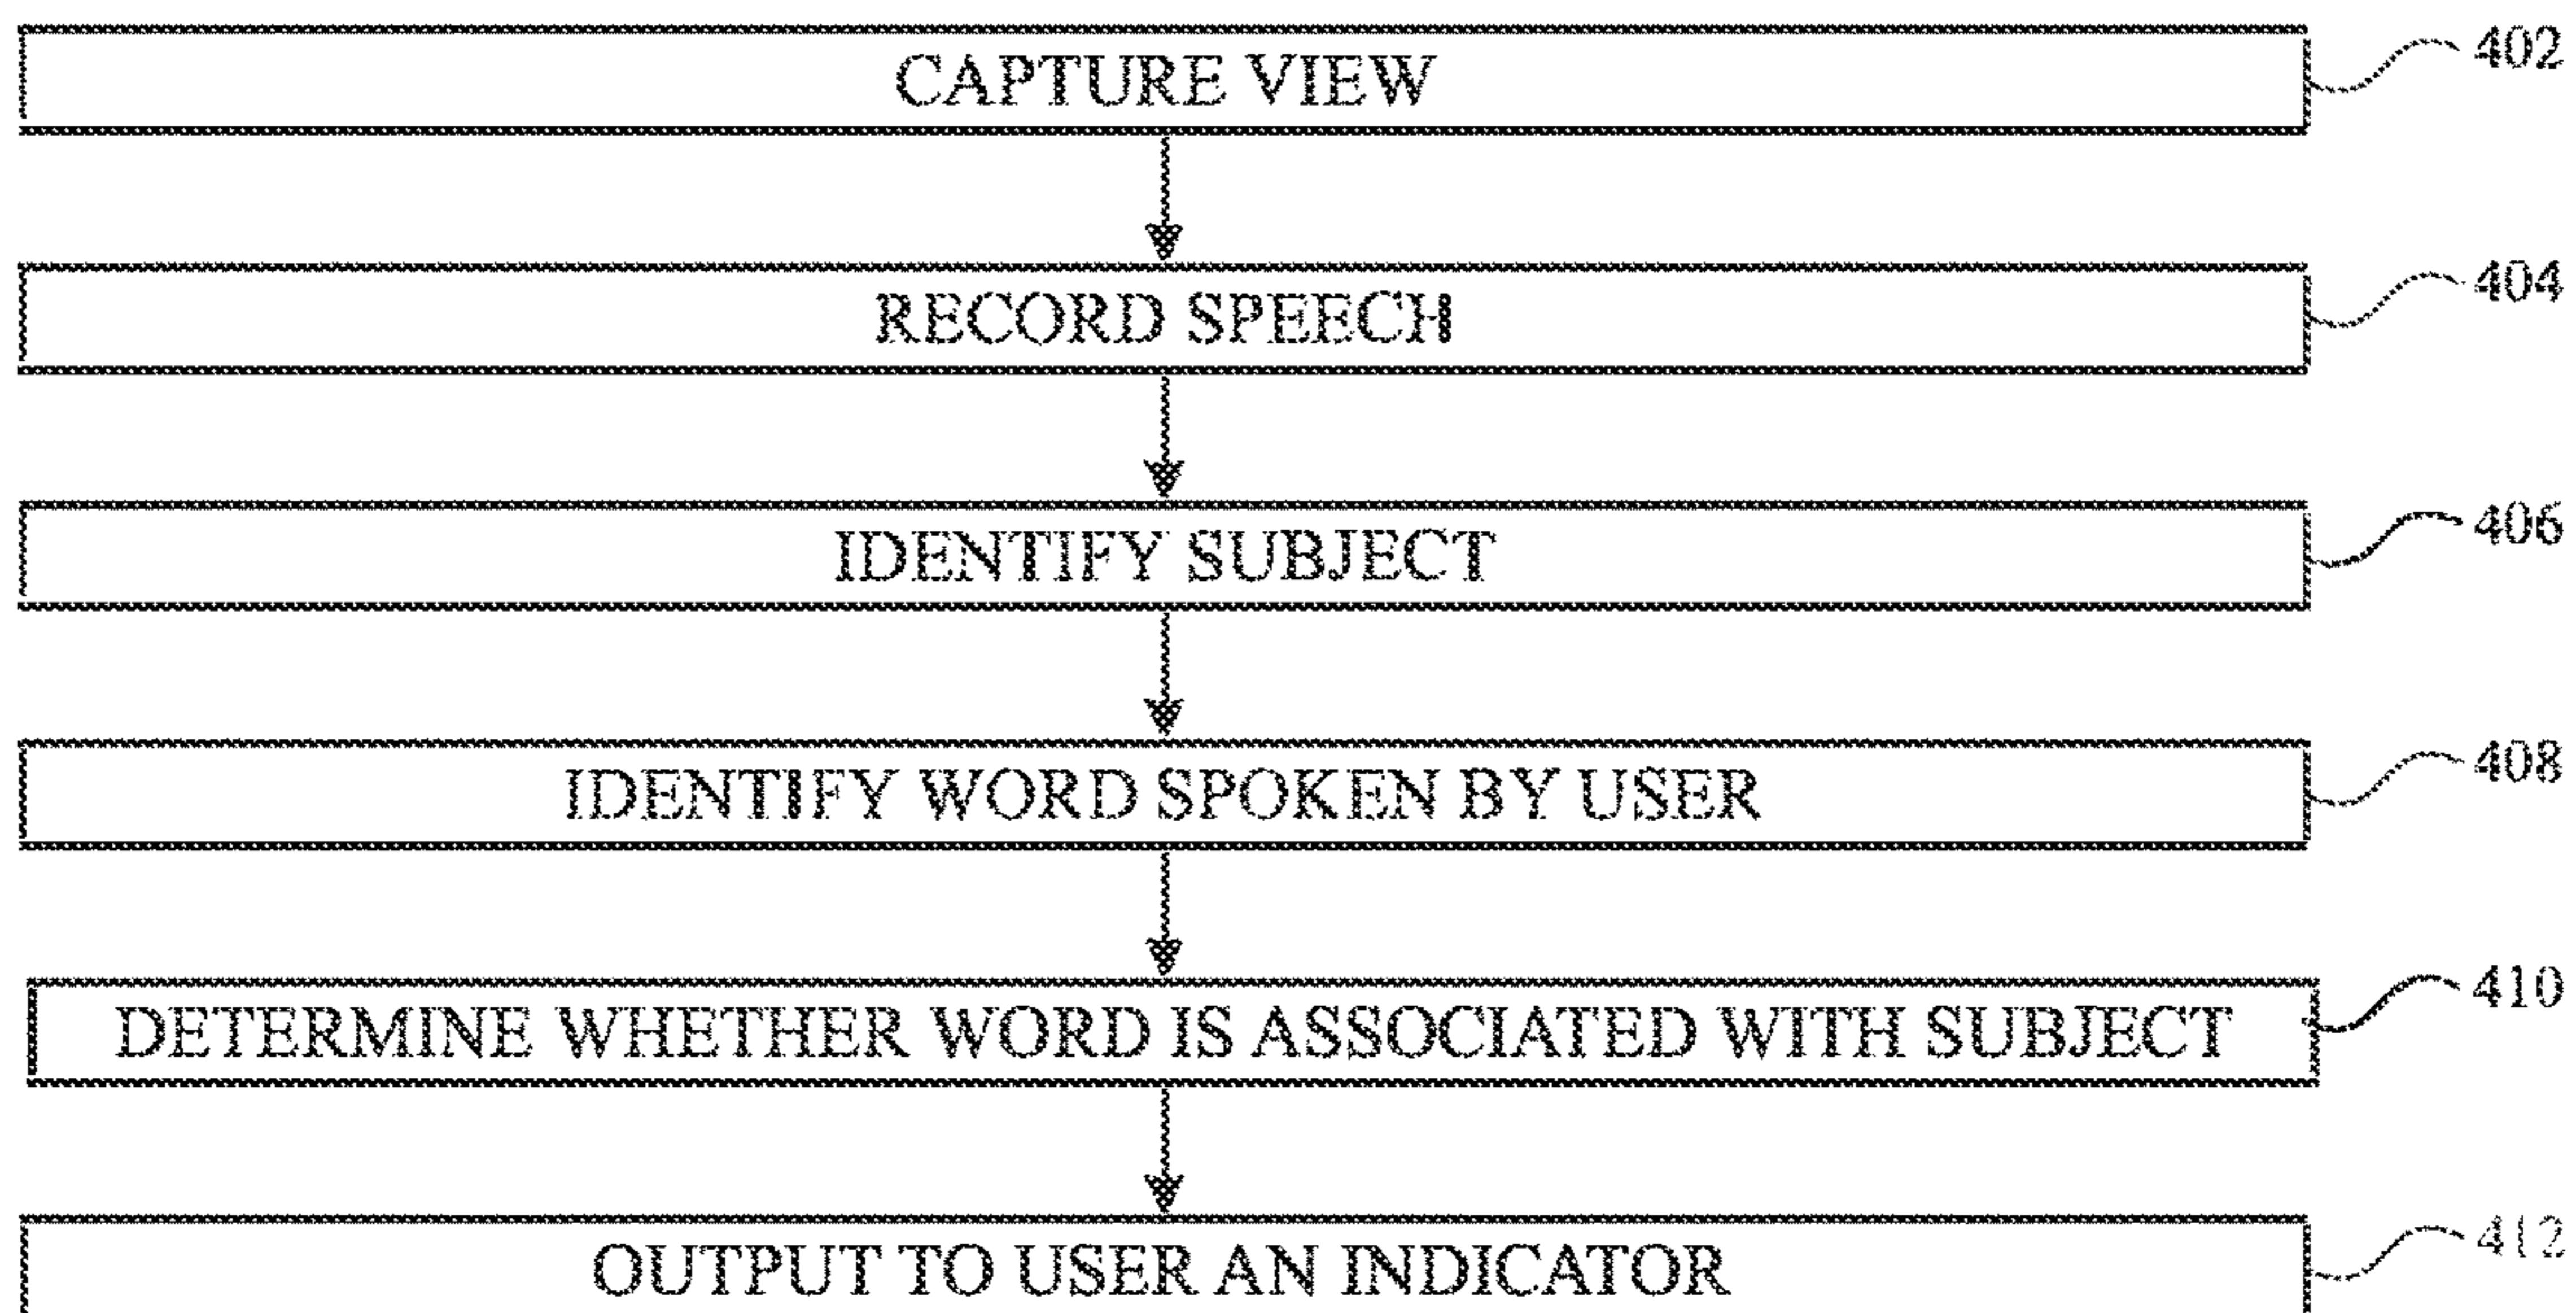 CAPTURE VIEW 402
RECORD SPEECH 404
IDENTIFY SUBJECT 406
IDENTIFY WORD SPOKEN BY USER 408
DETERMINE WHETHER WORD IS ASSOCIATED WITH SUBJECT 410
OUTPUT TO USER AN INDICATOR 412